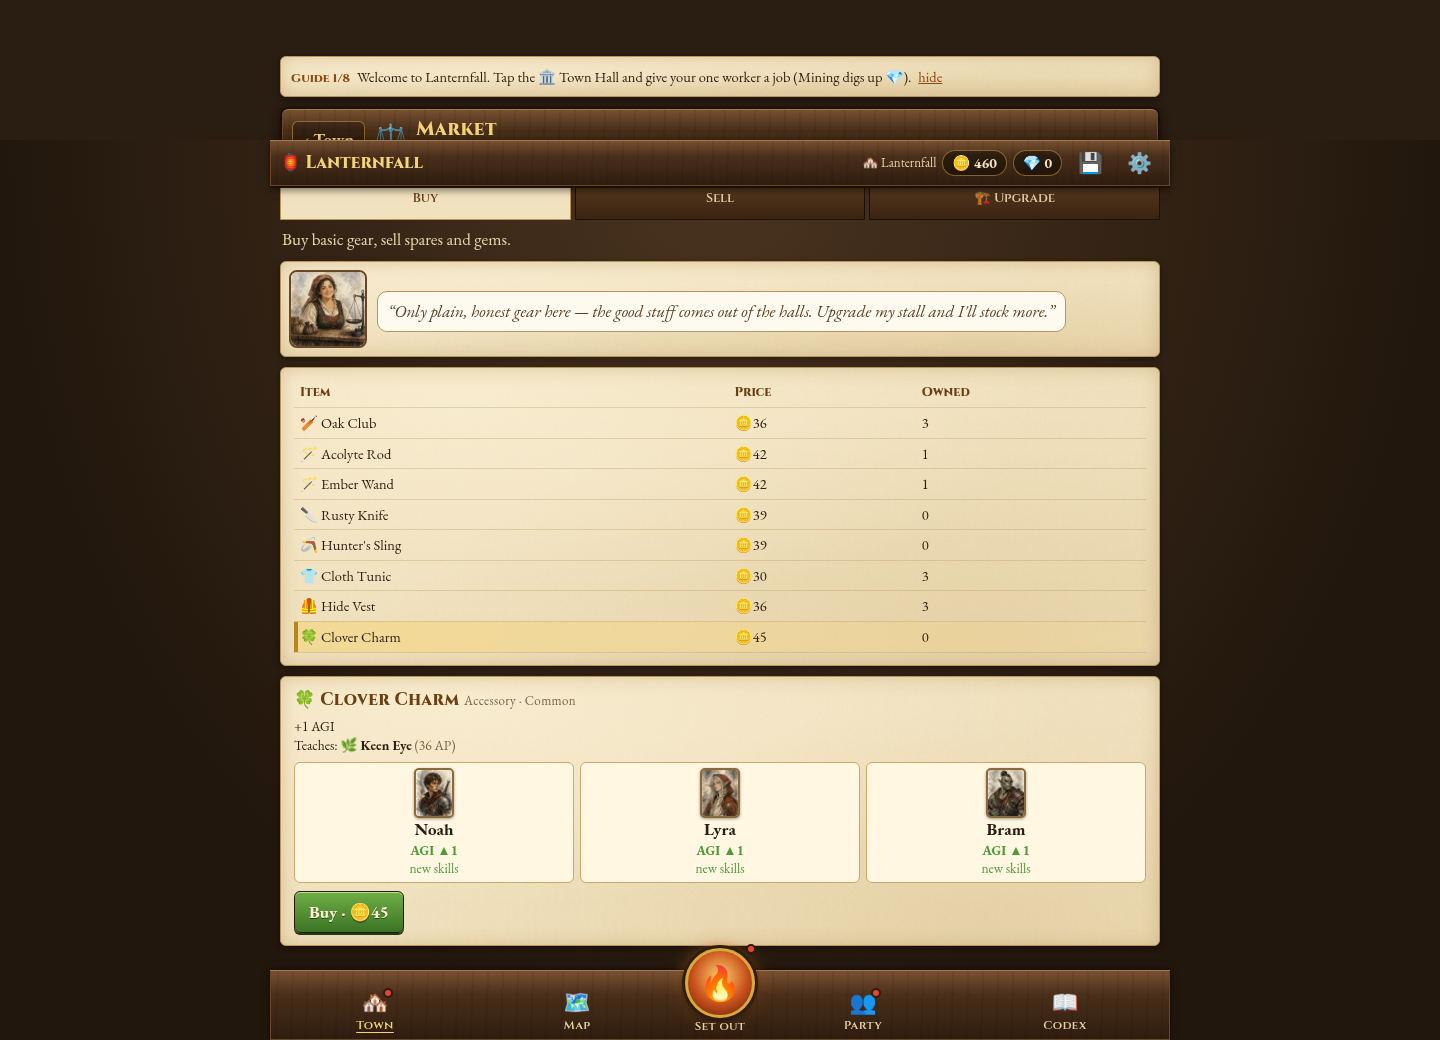 Guide 1/8 Welcome to Lanternfall. Tap the 🏛️ Town Hall and give your one worker a job (Mining digs up 💎). hide
Market
Lanternfall
Lanternfall 460 0
Buy Sell Upgrade
Buy basic gear, sell spares and gems.
“Only plain, honest gear here — the good stuff comes out of the halls. Upgrade my stall and I'll stock more.”
Item Price Owned
Oak Club 36 3
Acolyte Rod 42 1
Ember Wand 42 1
Rusty Knife 39 0
Hunter's Sling 39 0
Cloth Tunic 30 3
Hide Vest 36 3
Clover Charm 45 0
Clover Charm Accessory · Common
+1 AGI
Teaches: 🌿 Keen Eye (36 AP)
Noah Lyra Bram
AGI ▲1 AGI ▲1 AGI ▲1
new skills new skills new skills
Buy · 🪙45
Town Map Set out Party Codex